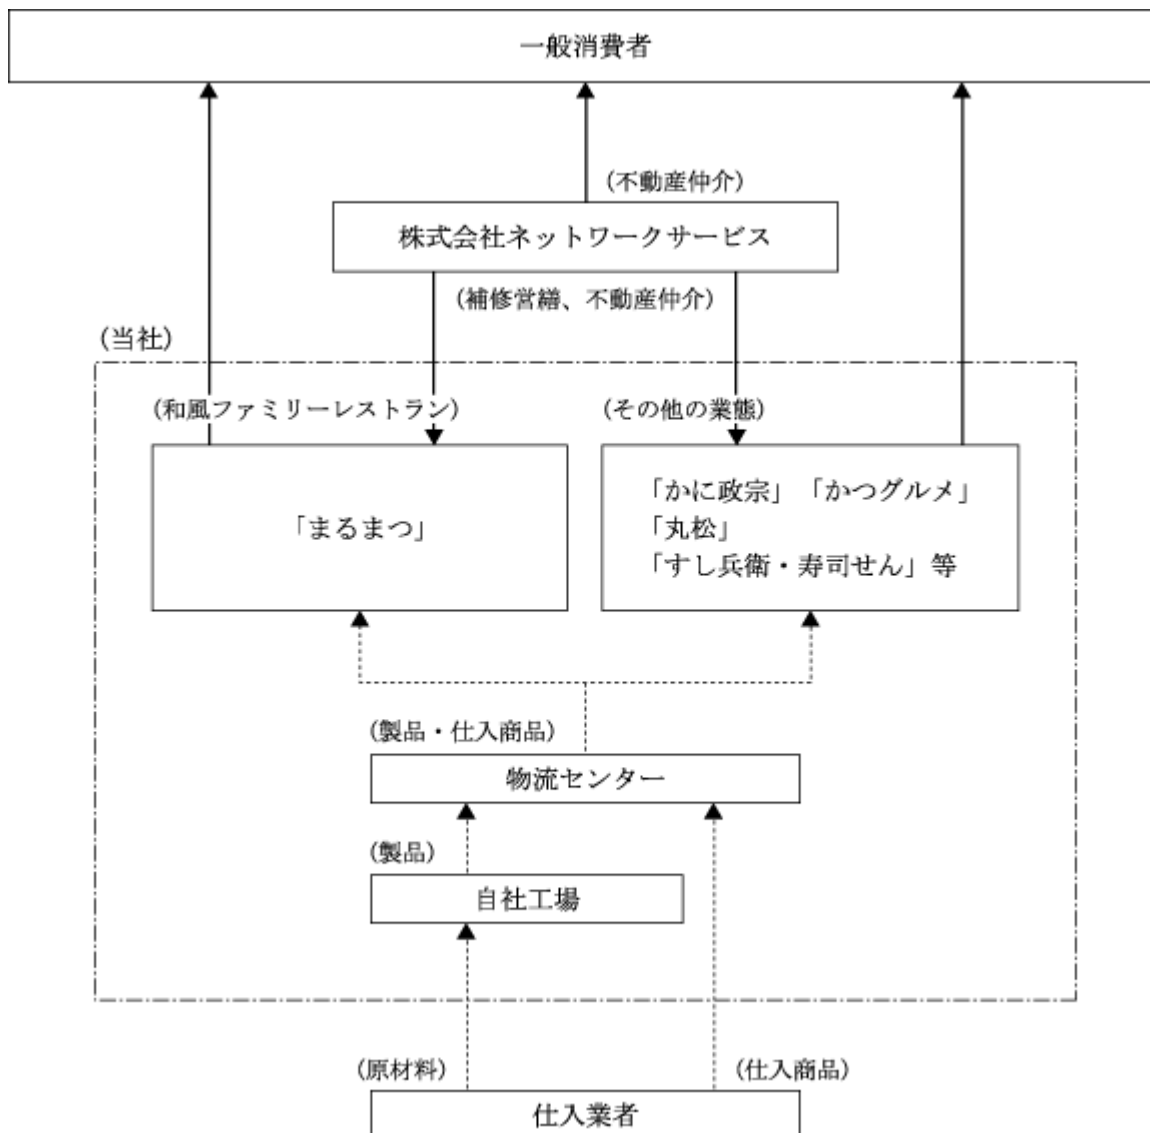 一般消費者
(不動産仲介)
株式会社ネットワークサービス
(補修営繕、不動産仲介)
(当社)
(和風ファミリーレストラン)
(その他の業態)
「まるまつ」
「かに政宗」「かつグルメ」
「丸松」
「すし兵衛・寿司せん」等
(製品・仕入商品)
物流センター
(製品)
自社工場
(原材料)
(仕入商品)
仕入業者